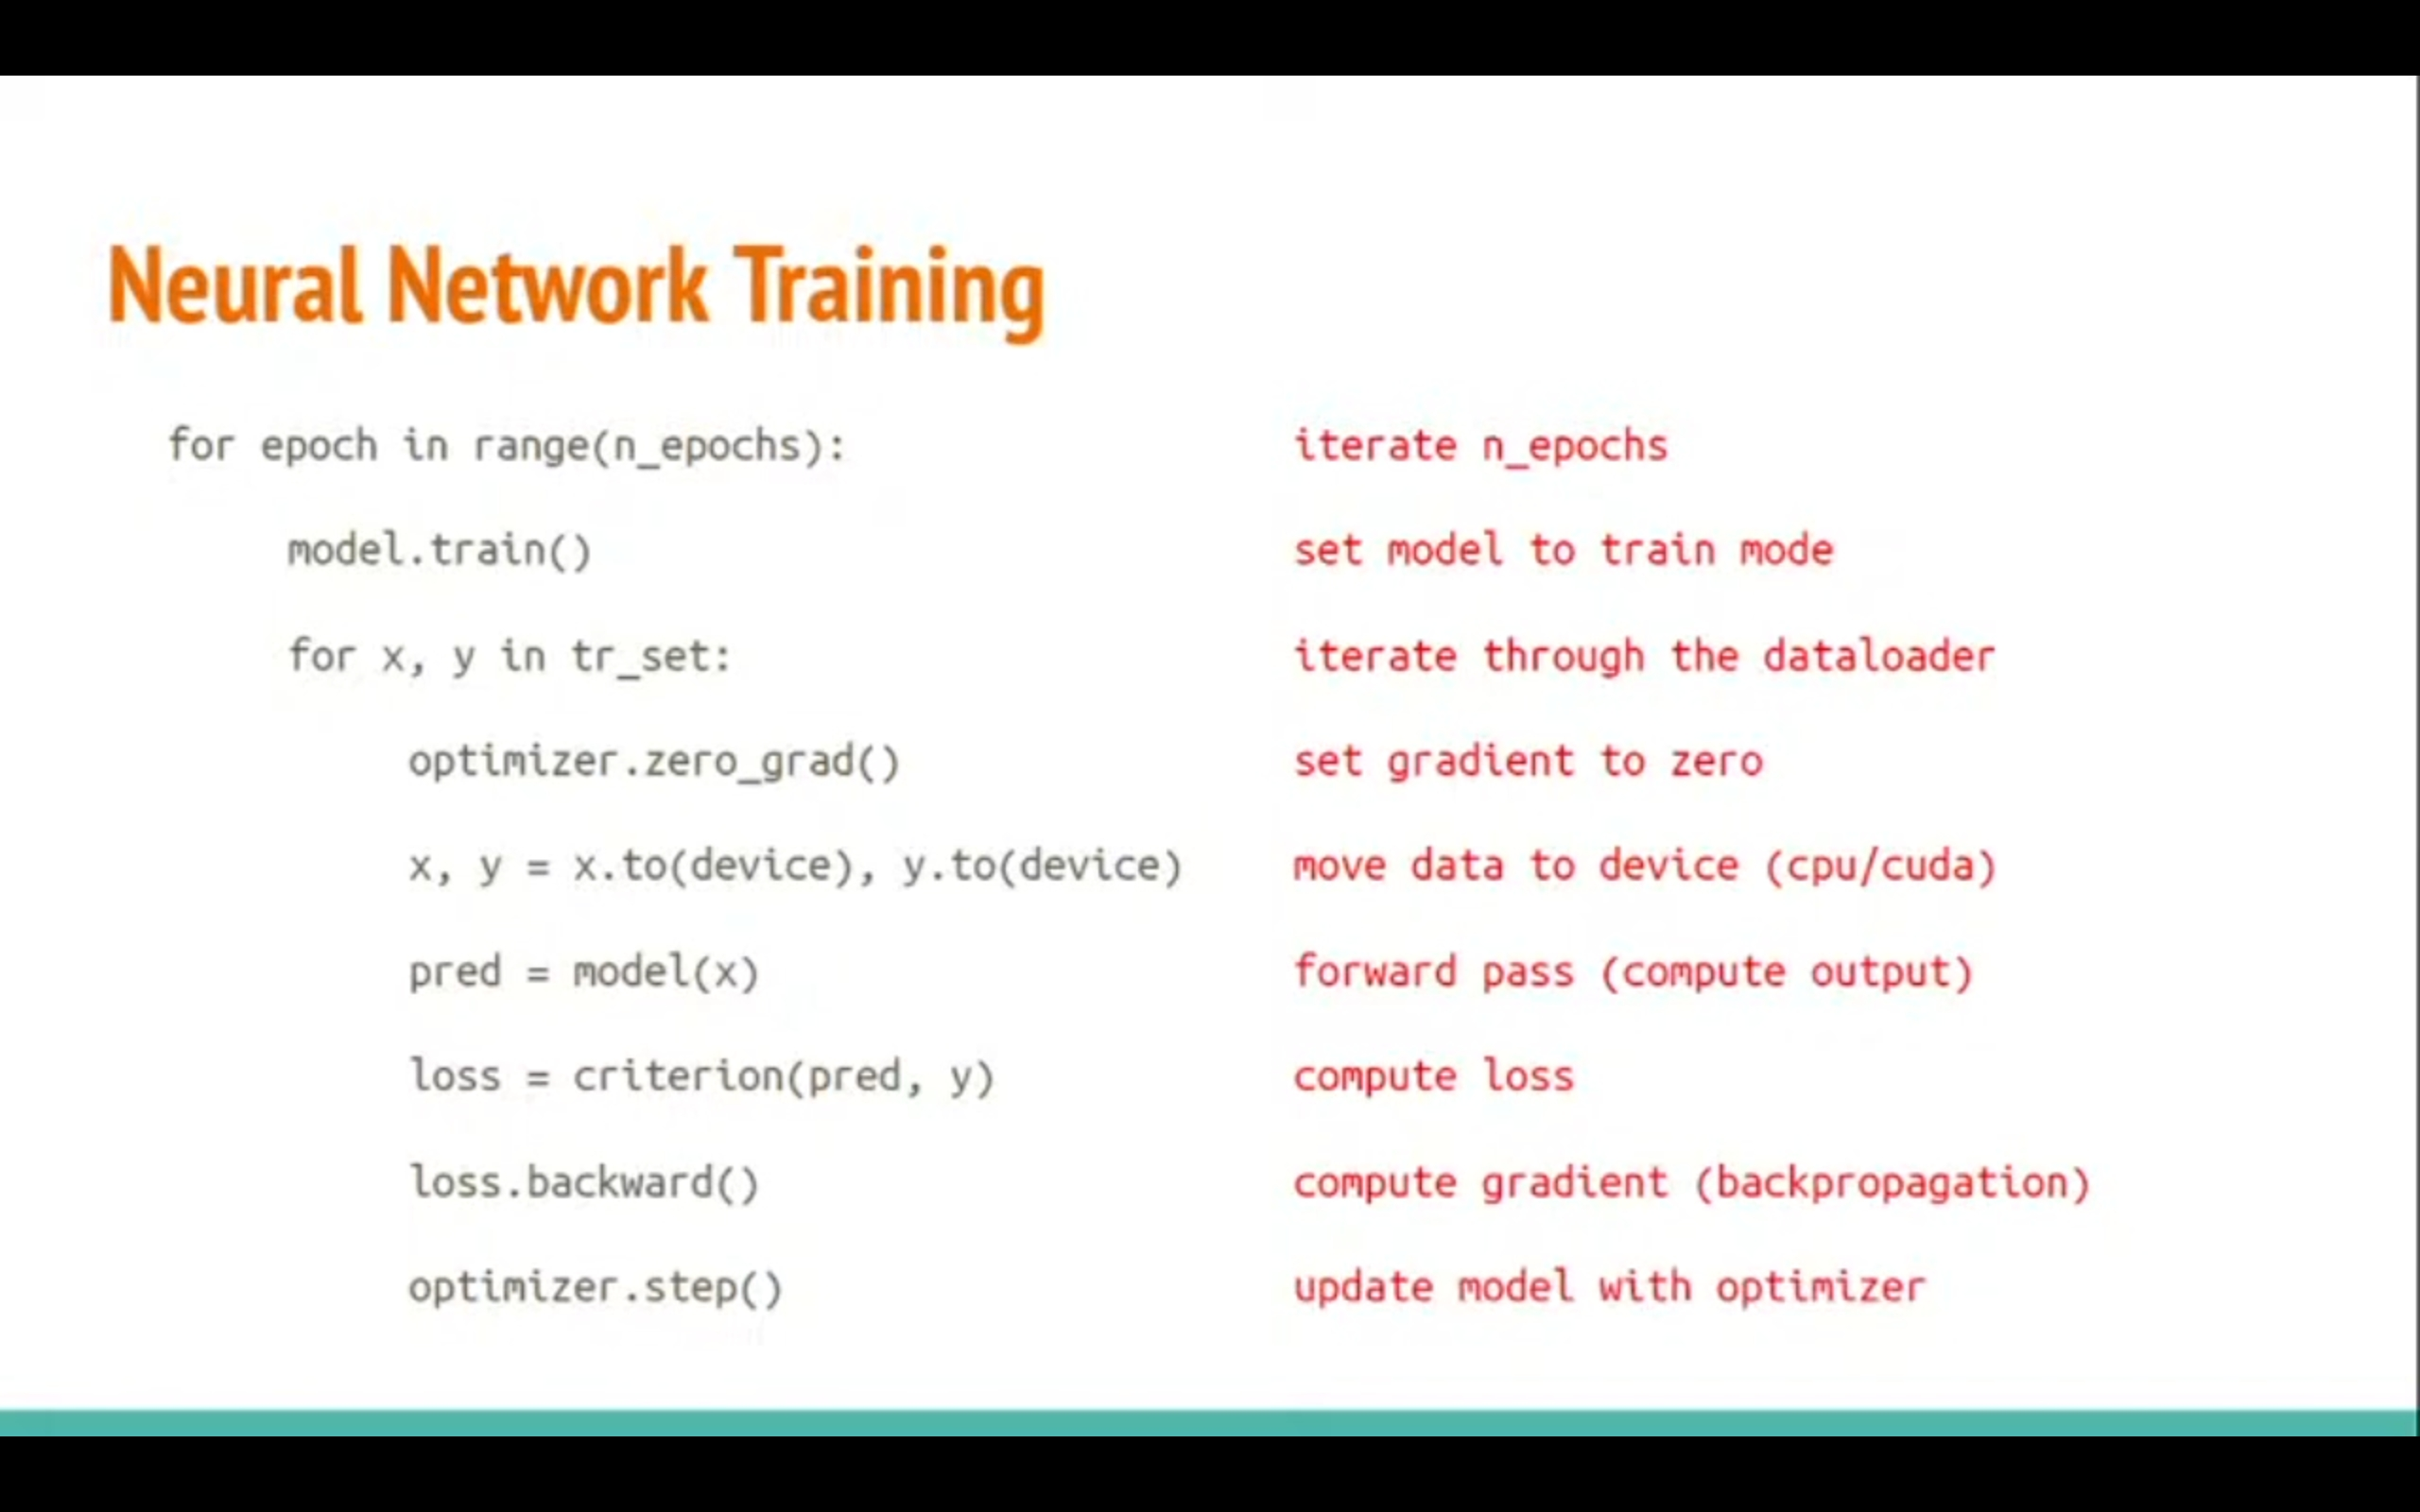 Neural Network Training
for epoch in range(n_epochs): iterate n_epochs
model.train() set model to train mode
for x, y in tr_set: iterate through the dataloader
optimizer.zero_grad() set gradient to zero
x, y = x.to(device), y.to(device) move data to device (cpu/cuda)
pred = model(x) forward pass (compute output)
loss = criterion(pred, y) compute loss
loss.backward() compute gradient (backpropagation)
optimizer.step() update model with optimizer